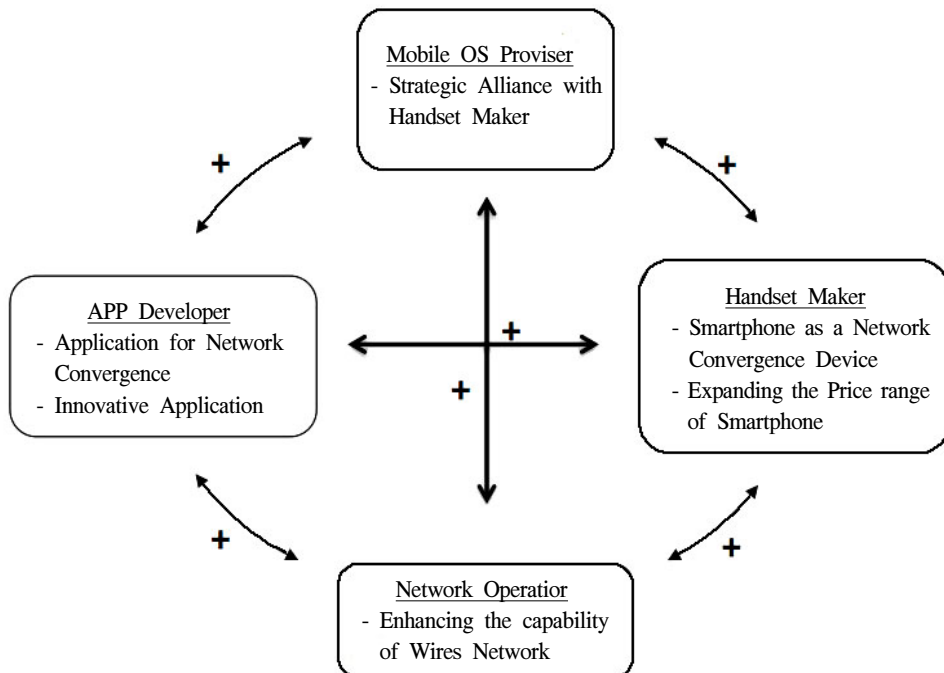 Mobile OS Proviser
- Strategic Alliance with
Handset Maker
+
+
APP Developer
- Application for Network
Convergence
- Innovative Application
+
+
Handset Maker
- Smartphone as a Network
Convergence Device
- Expanding the Price range
of Smartphone
+
+
Network Operatior
- Enhancing the capability
of Wires Network